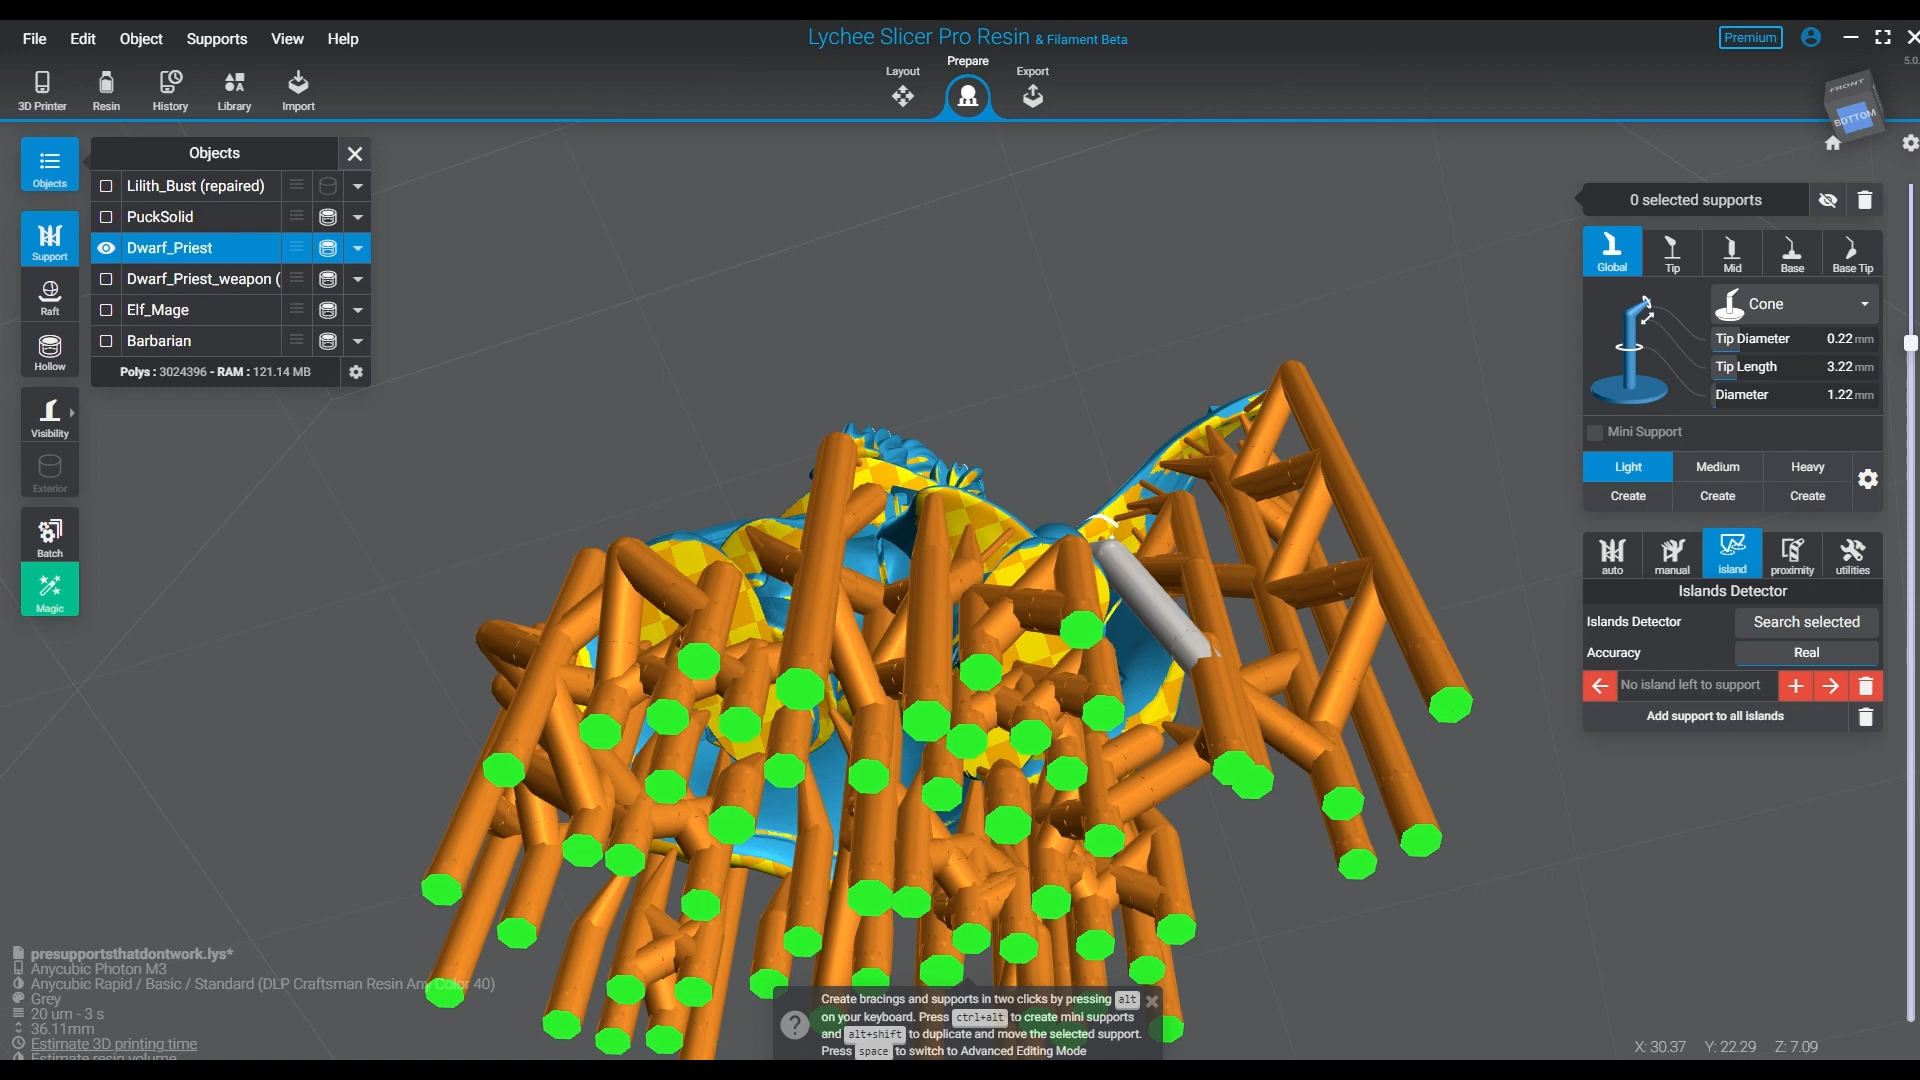 File Edit Object Supports View Help
Lychee Slicer Pro Resin & Filament Beta
Premium
5.0.
3D Printer Resin History Library Import
Layout Prepare Export
FRONT
BOTTOM
Objects
Objects
Lilith_Bust (repaired)
PuckSolid
Dwarf_Priest
Dwarf_Priest_weapon (
Elf_Mage
Barbarian
Polys : 3024396 - RAM : 121.14 MB
Support
Raft
Hollow
Visibility
Exterior
Batch
Magic
0 selected supports
Global Tip Mid Base Base Tip
Cone
Tip Diameter 0.22 mm
Tip Length 3.22 mm
Diameter 1.22 mm
Mini Support
Light Medium Heavy
Create Create Create
auto manual island proximity utilities
Islands Detector
Islands Detector Search selected
Accuracy Real
No island left to support
Add support to all islands
presupportsthatdontwork.lys*
Anycubic Photon M3
Anycubic Rapid / Basic / Standard (DLP Craftsman Resin Any Color 40)
Grey
20 um - 3 s
36.11mm
Estimate 3D printing time
Estimate resin volume
Create bracings and supports in two clicks by pressing alt
on your keyboard. Press ctrl+alt to create mini supports
and alt+shift to duplicate and move the selected support.
Press space to switch to Advanced Editing Mode
X: 30.37 Y: 22.29 Z: 7.09